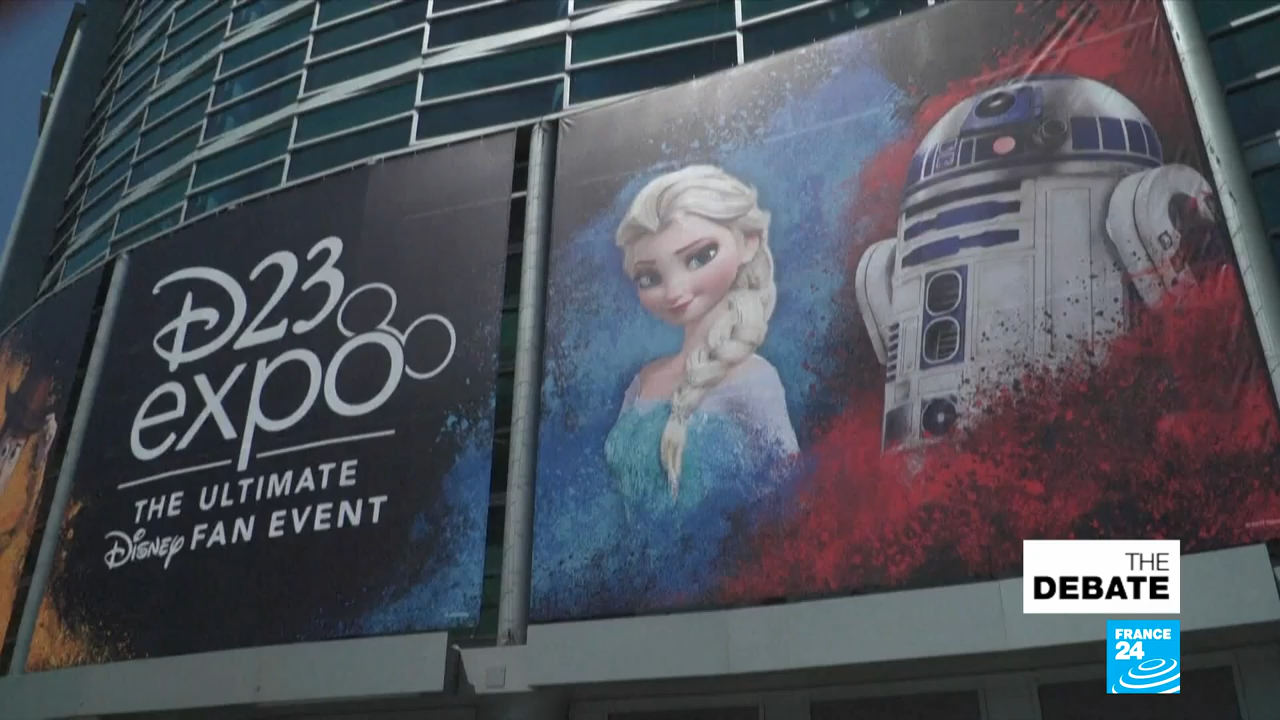 D23
expo
THE ULTIMATE
Disney FAN EVENT
THE
DEBATE
FRANCE
24